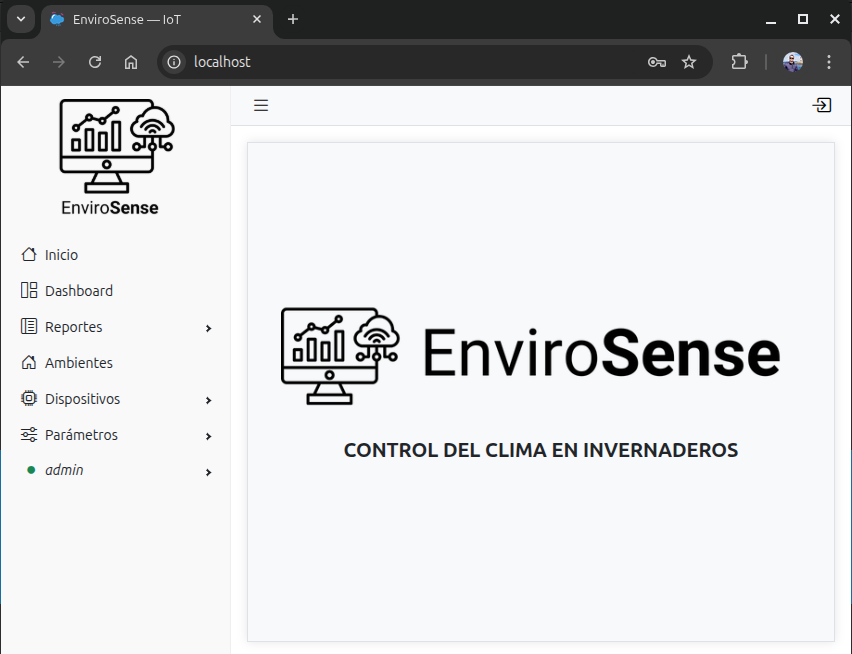 EnviroSense — IoT
localhost
EnviroSense
Inicio
Dashboard
Reportes
Ambientes
Dispositivos
Parámetros
admin
EnviroSense
CONTROL DEL CLIMA EN INVERNADEROS